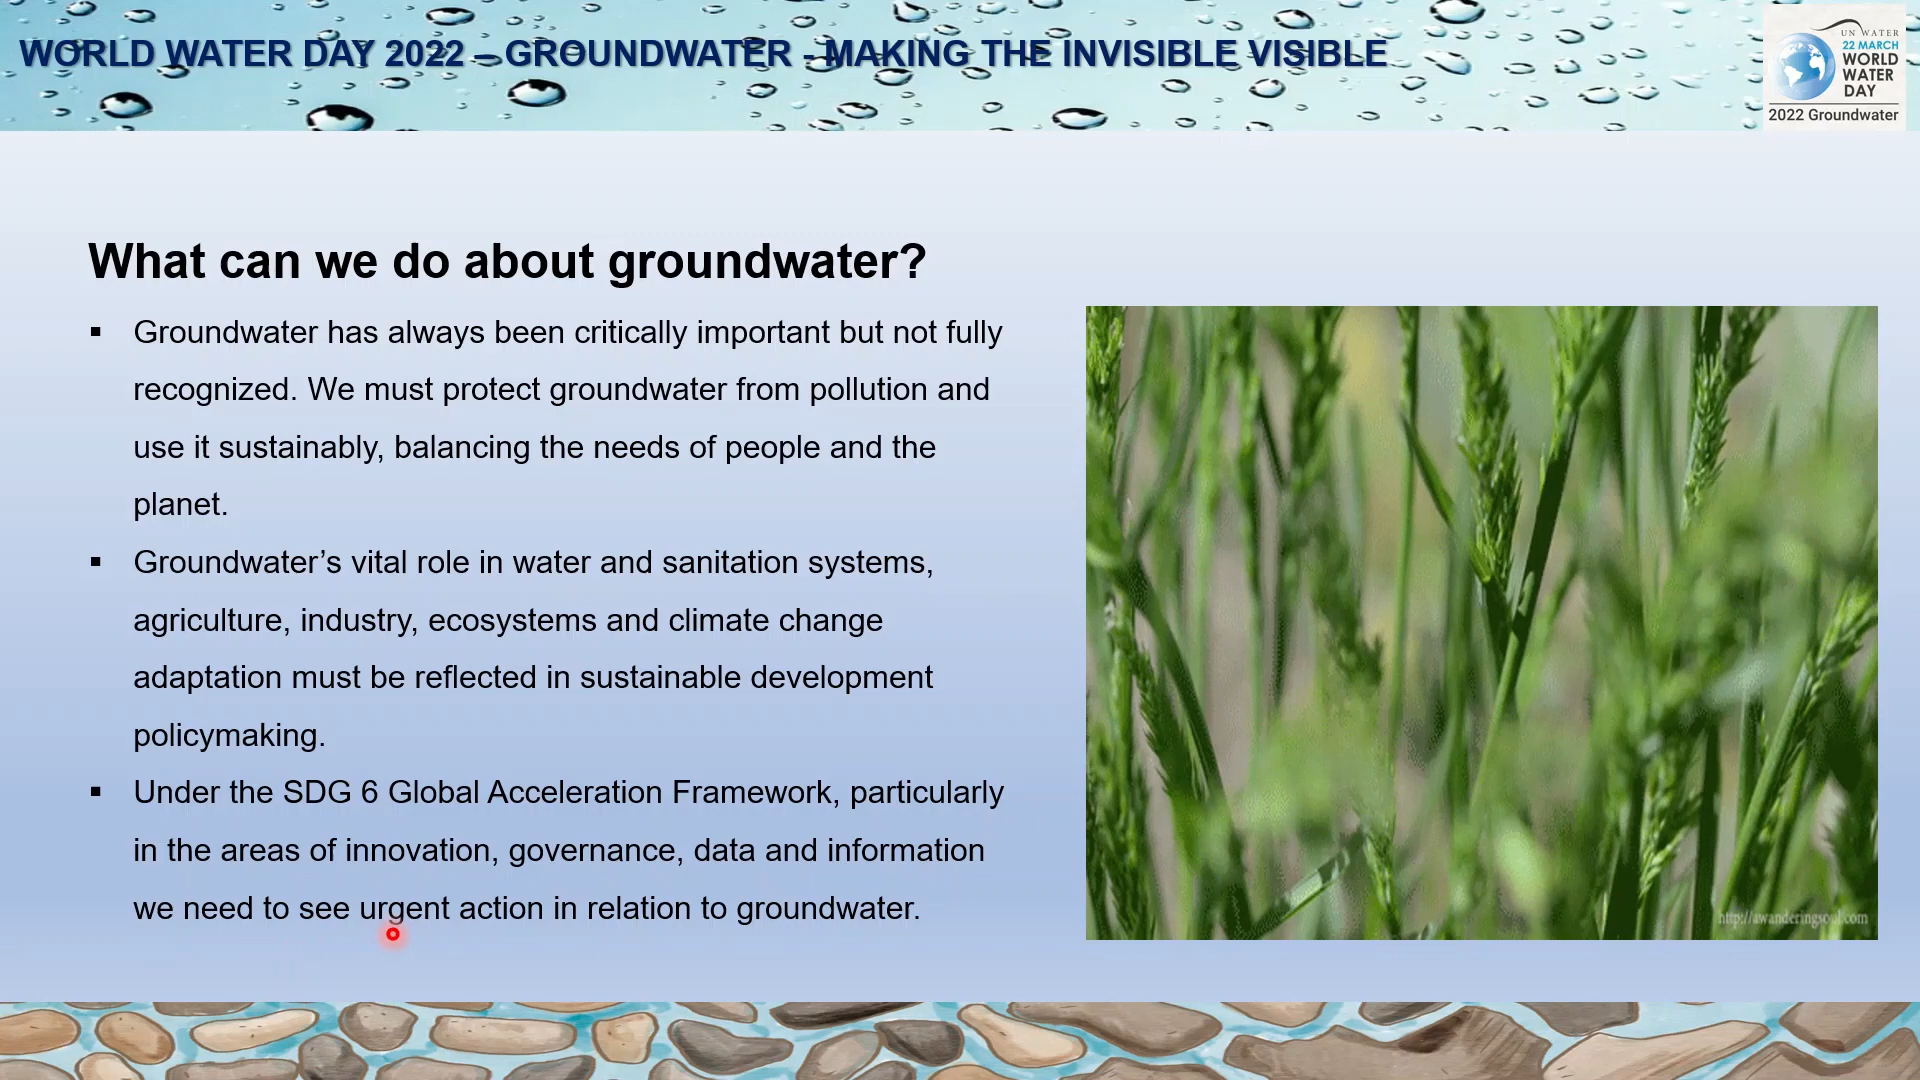 WORLD WATER DAY 2022 – GROUNDWATER - MAKING THE INVISIBLE VISIBLE
UN WATER
22 MARCH
WORLD
WATER
DAY
2022 Groundwater
What can we do about groundwater?
▪ Groundwater has always been critically important but not fully
recognized. We must protect groundwater from pollution and
use it sustainably, balancing the needs of people and the
planet.
▪ Groundwater’s vital role in water and sanitation systems,
agriculture, industry, ecosystems and climate change
adaptation must be reflected in sustainable development
policymaking.
▪ Under the SDG 6 Global Acceleration Framework, particularly
in the areas of innovation, governance, data and information
we need to see urgent action in relation to groundwater.
http://awanderingsoul.com